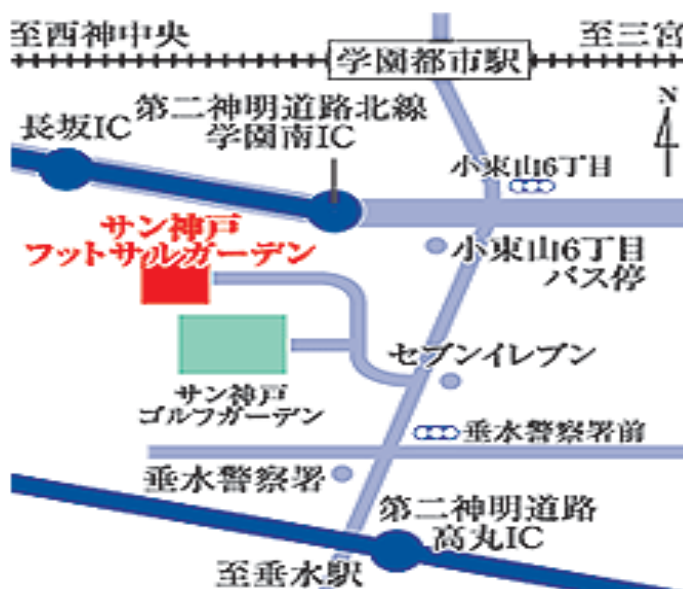 至西神中央
至三宮
学園都市駅
N
第二神明道路北線
学園南IC
長坂IC
小東山6丁目
サン神戸
フットサルガーデン
小東山6丁目
バス停
セブンイレブン
サン神戸
ゴルフガーデン
垂水警察署前
垂水警察署
第二神明道路
高丸IC
至垂水駅